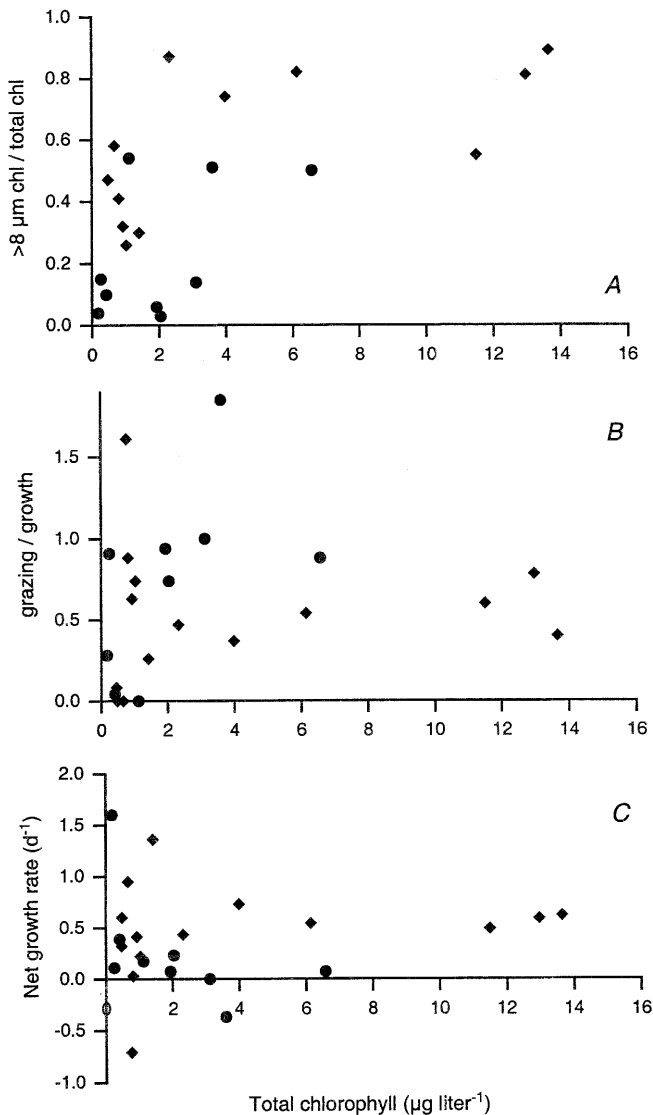 1.0
0.8
0.6
0.4
0.2
0.0
>8 µm chl / total chl
A
0 2 4 6 8 10 12 14 16
1.5
1.0
0.5
0.0
grazing / growth
B
0 2 4 6 8 10 12 14 16
2.0
1.5
1.0
0.5
0.0
-0.5
-1.0
Net growth rate (d-1)
C
0 2 4 6 8 10 12 14 16
Total chlorophyll (µg liter-1)